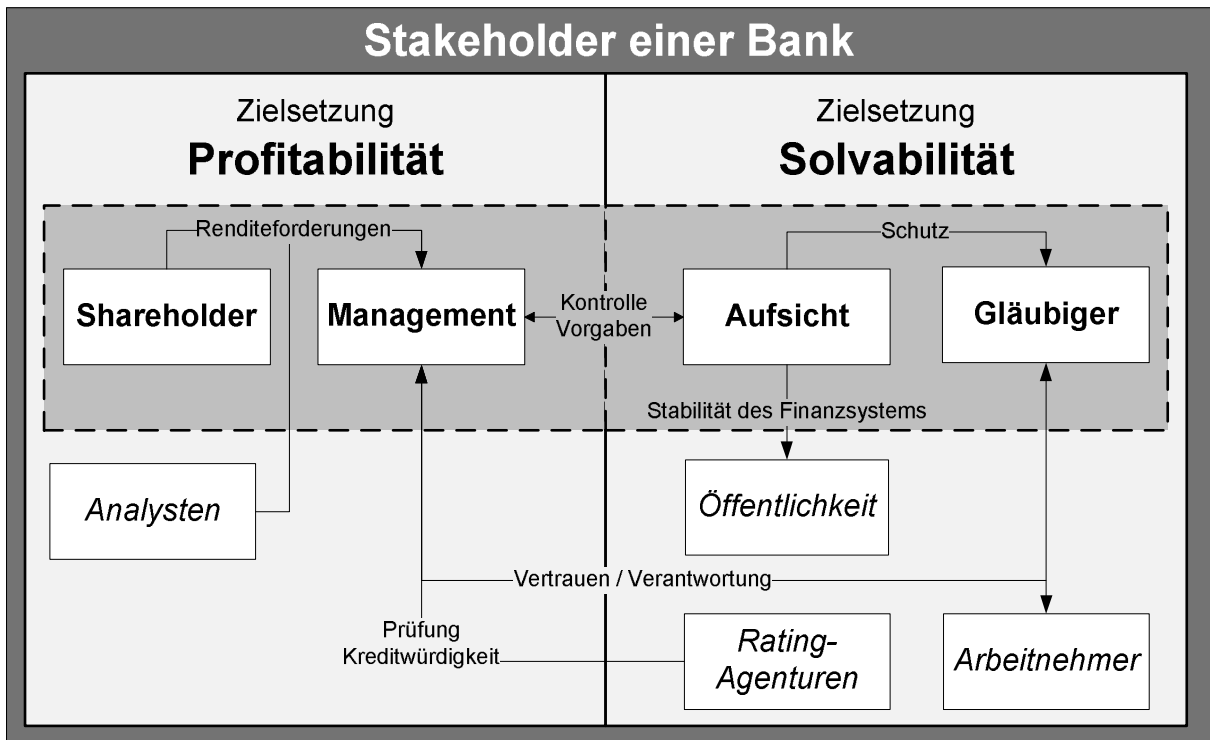 Stakeholder einer Bank
Zielsetzung
Profitabilität
Zielsetzung
Solvabilität
Renditeforderungen
Schutz
Shareholder
Management
Kontrolle
Vorgaben
Aufsicht
Gläubiger
Stabilität des Finanzsystems
Analysten
Öffentlichkeit
Vertrauen / Verantwortung
Prüfung
Kreditwürdigkeit
Rating-
Agenturen
Arbeitnehmer